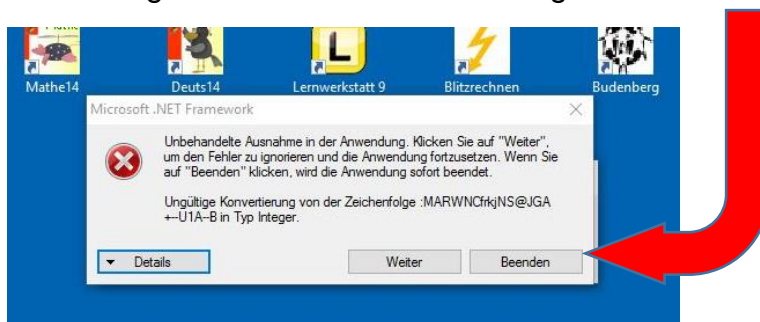 Mathe14 Deuts14 Lernwerkstatt 9 Blitzrechnen Budenberg
Microsoft .NET Framework
Unbehandelte Ausnahme in der Anwendung. Klicken Sie auf "Weiter",
um den Fehler zu ignorieren und die Anwendung fortzusetzen. Wenn Sie
auf "Beenden" klicken, wird die Anwendung sofort beendet.
Ungültige Konvertierung von der Zeichenfolge :MARWNCfrkjNS@JGA
+--U1A--B in Typ Integer.
Details Weiter Beenden